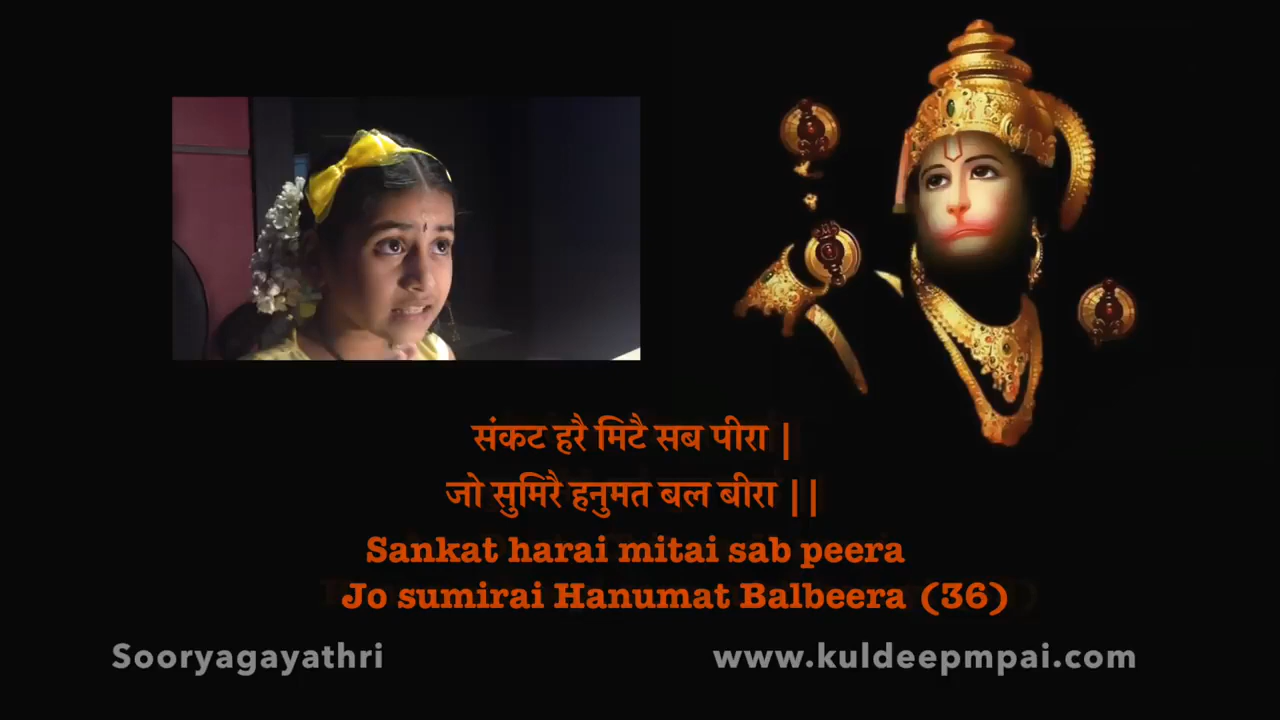 संकट हरै मिटै सब पीरा |
जो सुमिरै हनुमत बल बीरा ||
Sankat harai mitai sab peera
Jo sumirai Hanumat Balbeera (36)
Sooryagayathri
www.kuldeepmpai.com